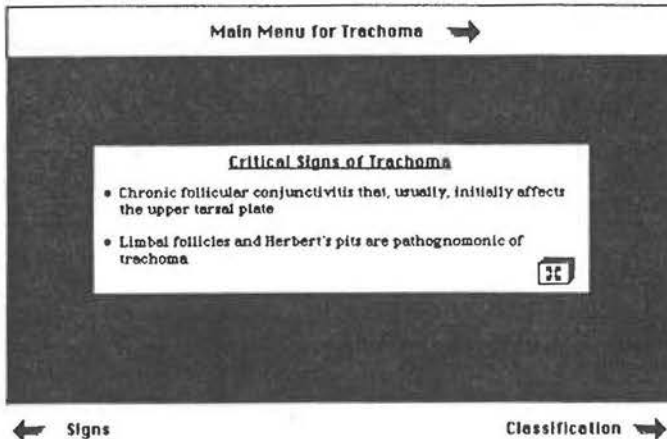 Main Menu for Trachoma
Critical Signs of Trachoma
• Chronic follicular conjunctivitis that, usually, initially affects
the upper tarsal plate
• Limbal follicles and Herbert's pits are pathognomonic of
trachoma
Signs
Classification